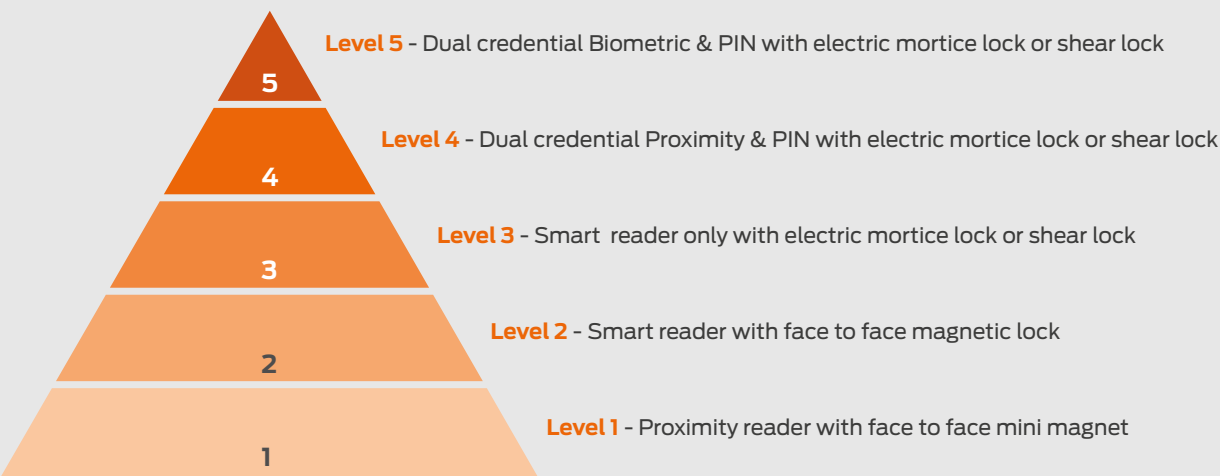 Level 5 - Dual credential Biometric & PIN with electric mortice lock or shear lock
5
Level 4 - Dual credential Proximity & PIN with electric mortice lock or shear lock
4
Level 3 - Smart  reader only with electric mortice lock or shear lock
3
Level 2 - Smart reader with face to face magnetic lock
2
Level 1 - Proximity reader with face to face mini magnet
1